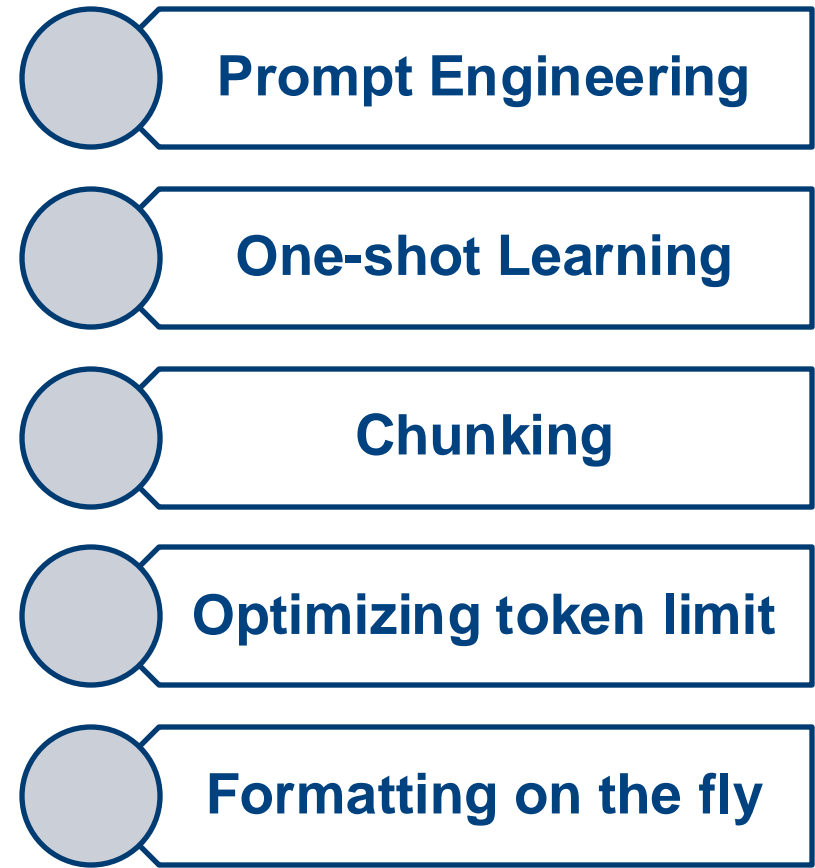 Prompt Engineering
One-shot Learning
Chunking
Optimizing token limit
Formatting on the fly